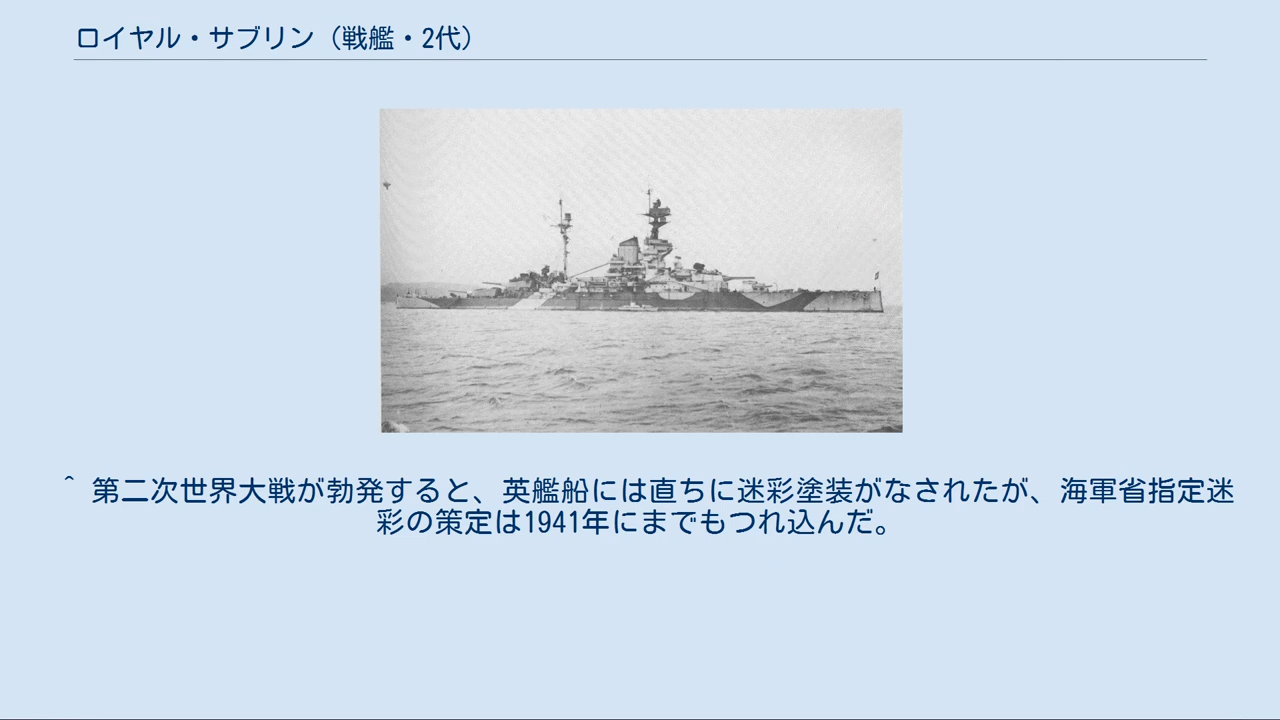 ロイヤル・サブリン（戦艦・2代）
^ 第二次世界大戦が勃発すると、英艦船には直ちに迷彩塗装がなされたが、海軍省指定迷
彩の策定は1941年にまでもつれ込んだ。